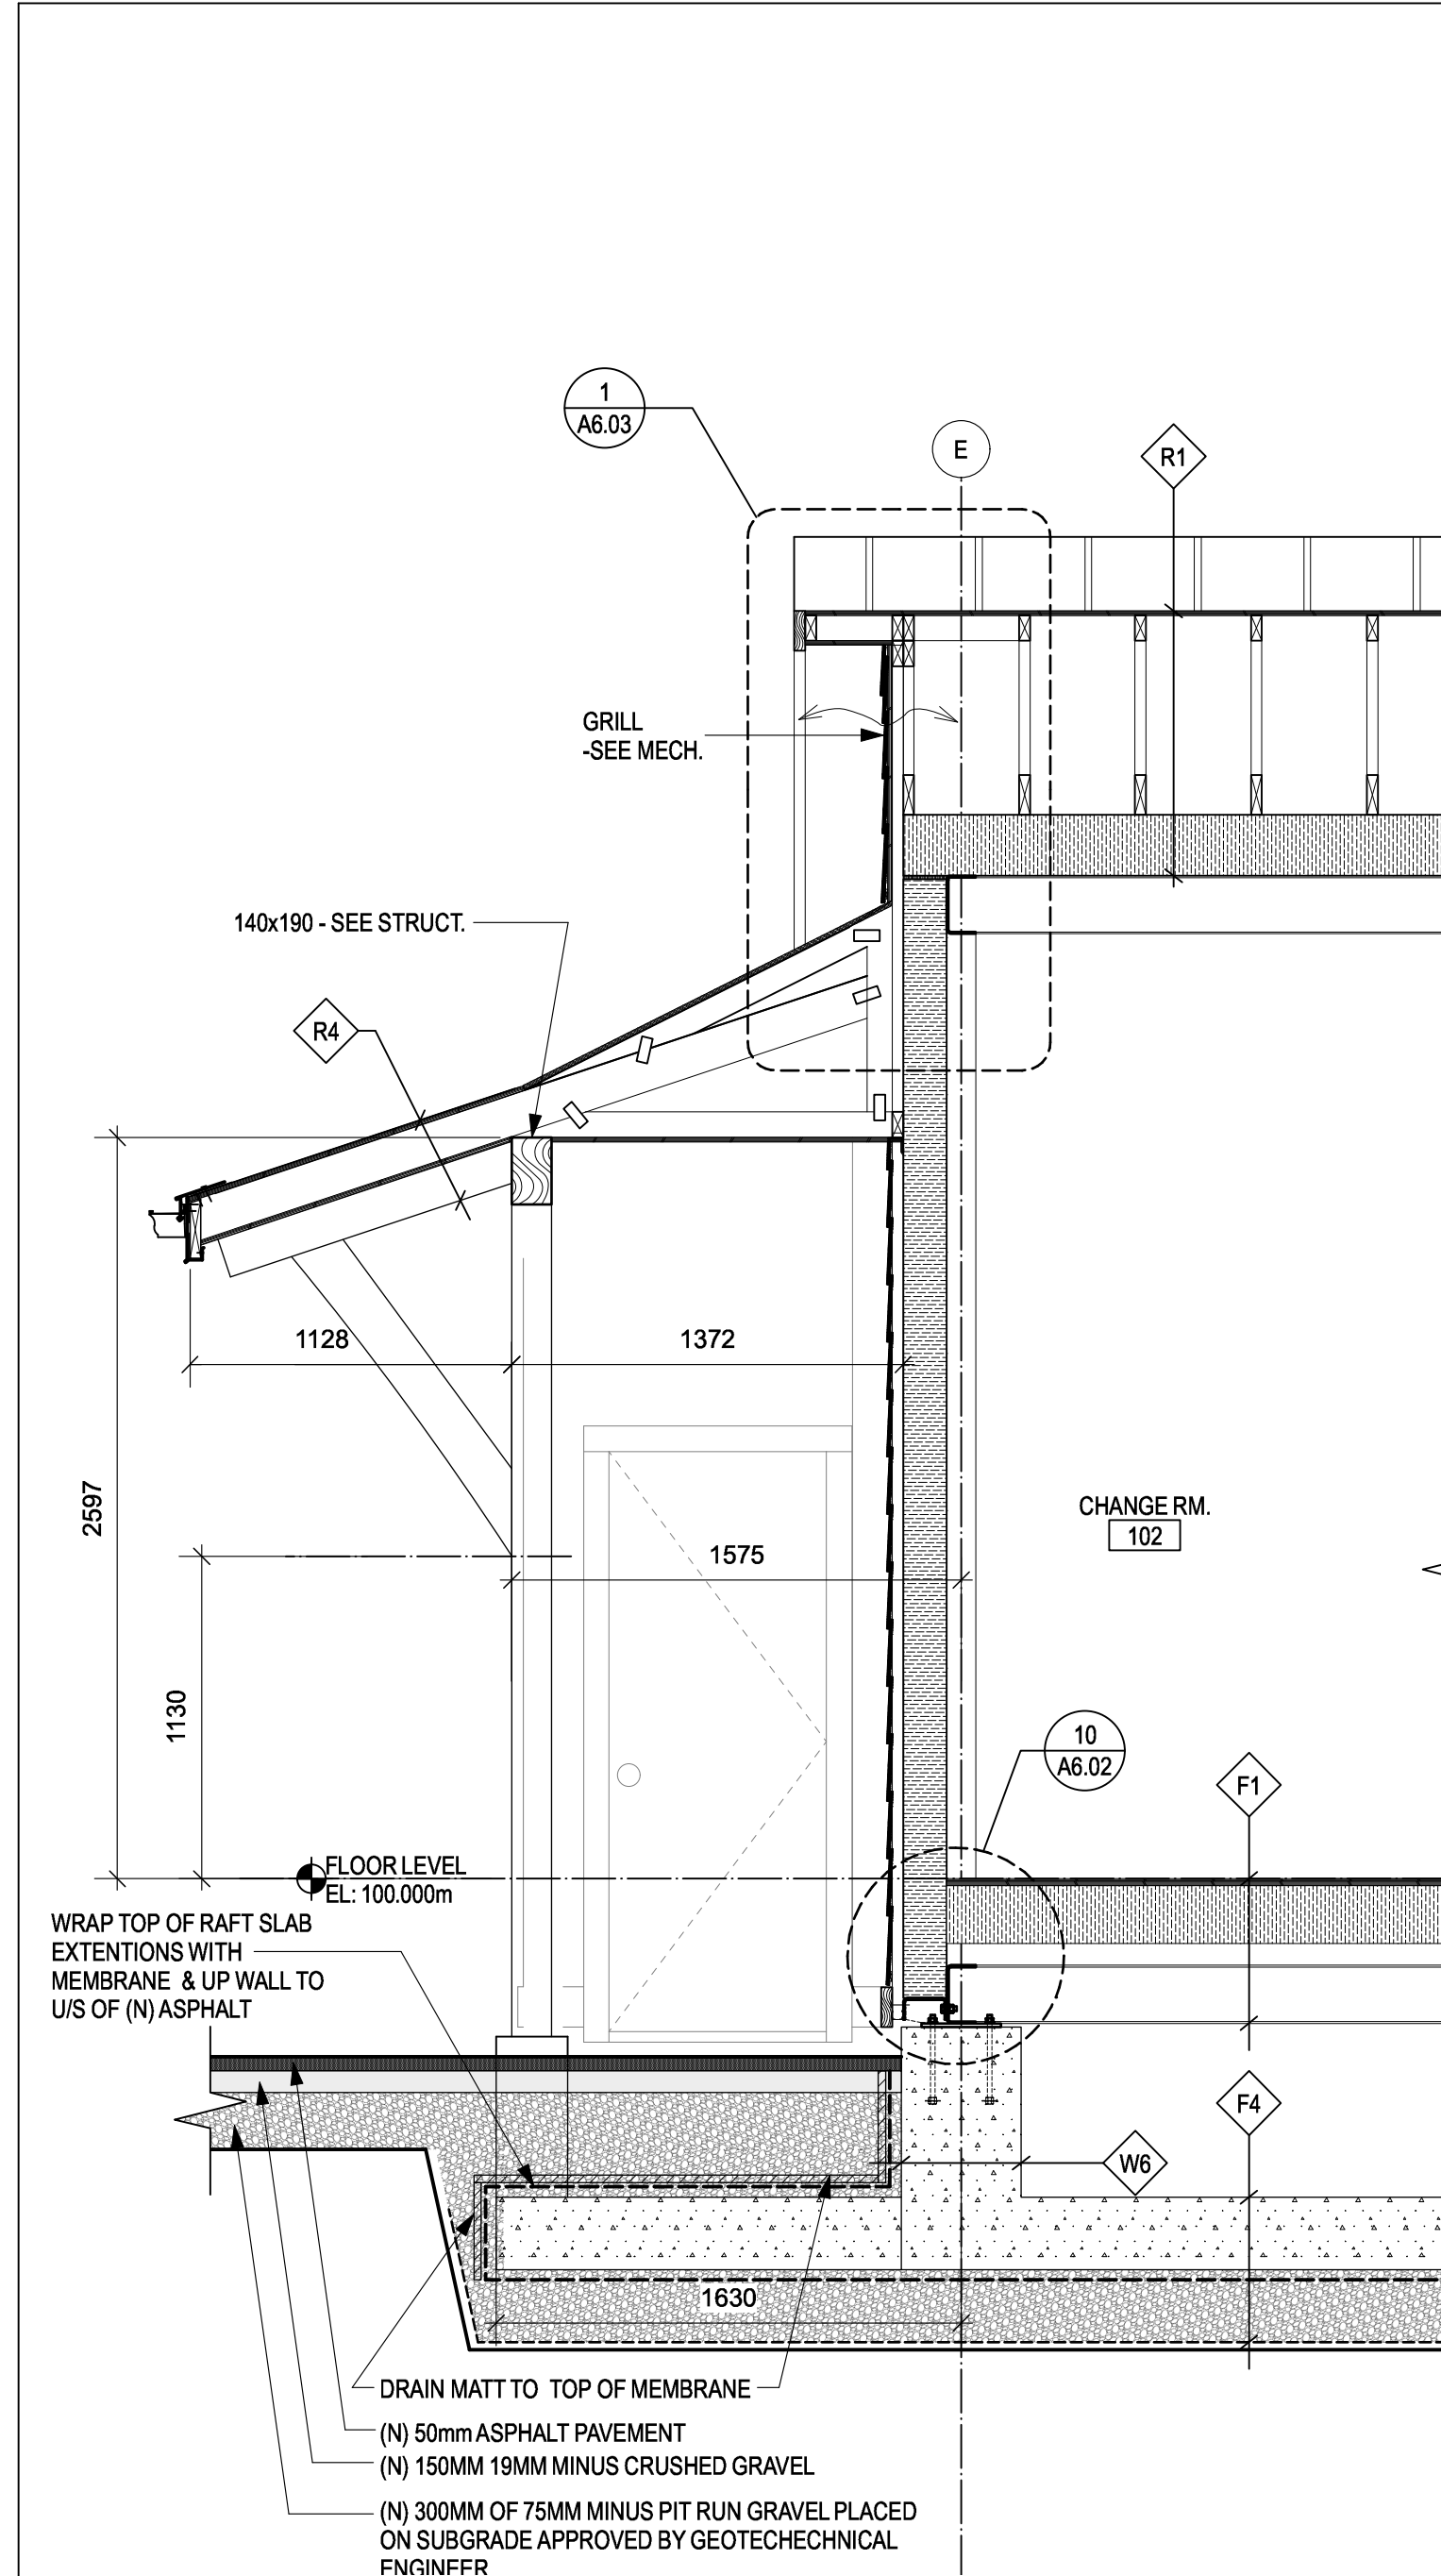 1
A6.03
E
R1
GRILL
-SEE MECH.
140x190 - SEE STRUCT.
R4
1128
1372
2597
CHANGE RM.
102
1575
1130
10
A6.02
F1
FLOOR LEVEL
EL: 100.000m
WRAP TOP OF RAFT SLAB
EXTENTIONS WITH
MEMBRANE & UP WALL TO
U/S OF (N) ASPHALT
F4
W6
1630
DRAIN MATT TO TOP OF MEMBRANE
(N) 50mm ASPHALT PAVEMENT
(N) 150MM 19MM MINUS CRUSHED GRAVEL
(N) 300MM OF 75MM MINUS PIT RUN GRAVEL PLACED
ON SUBGRADE APPROVED BY GEOTECHECHNICAL
ENGINEER